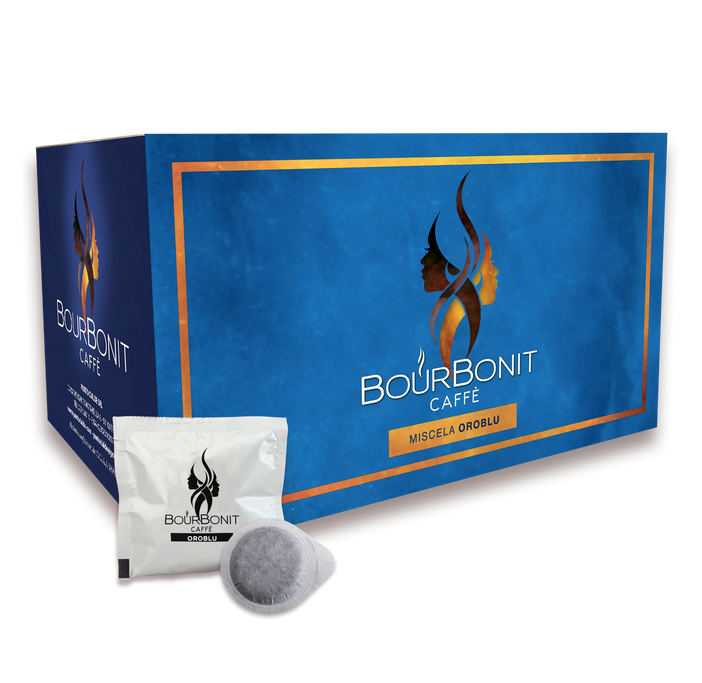 BOURBONIT
CAFFÈ
BOURBONIT
CAFFÈ
MISCELA OROBLU
BOURBONIT
CAFFÈ
OROBLU